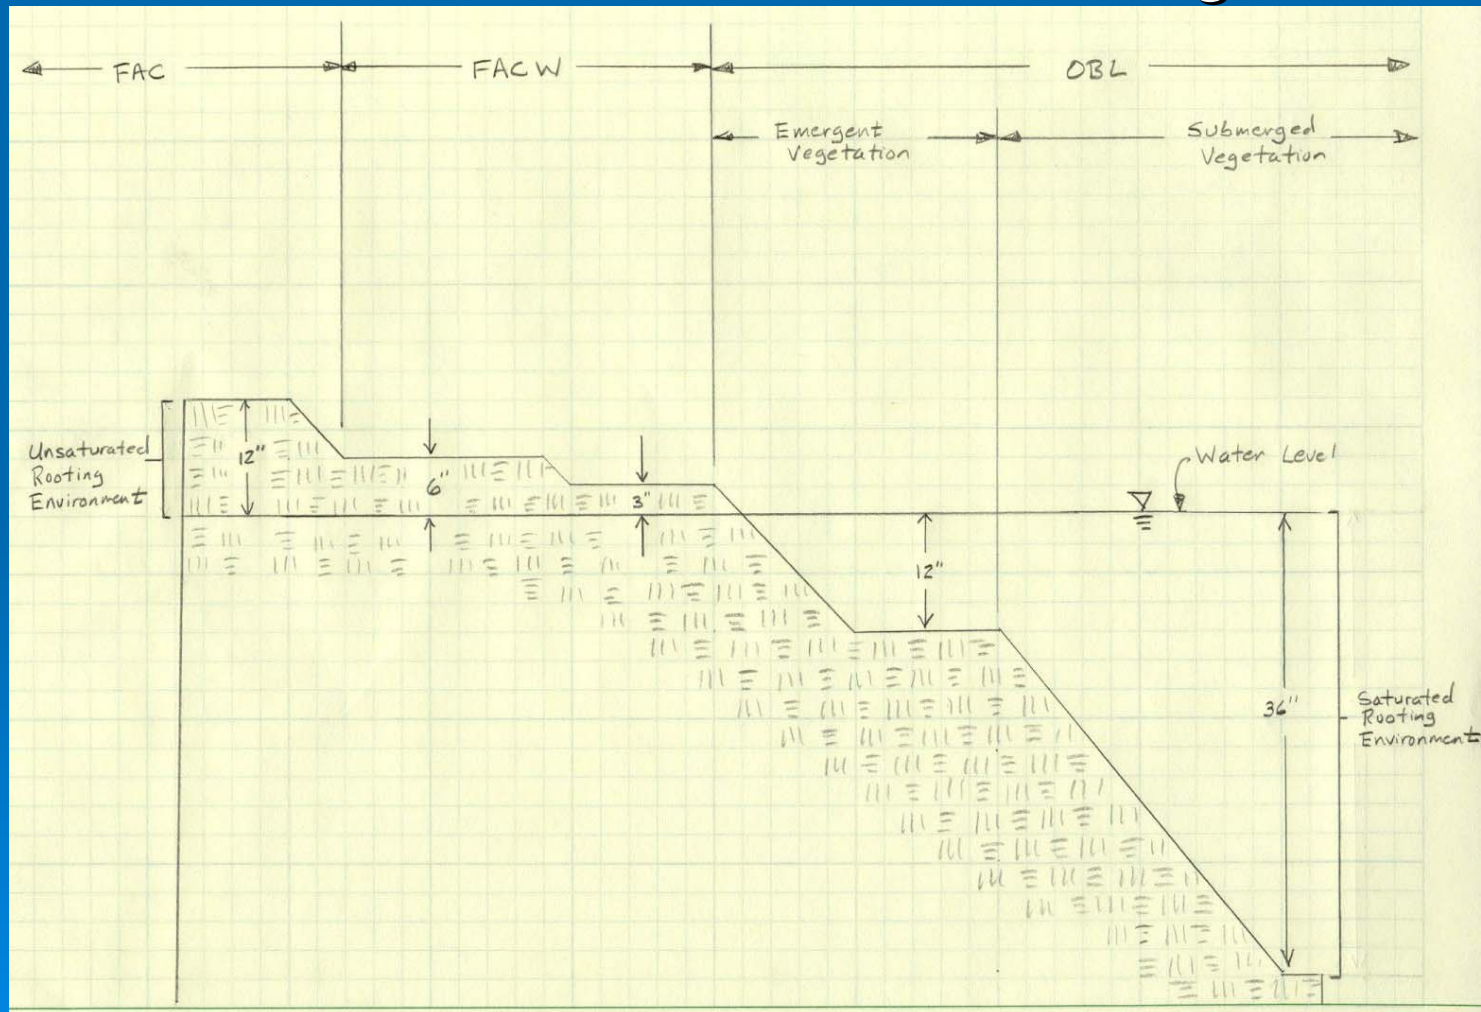 FAC
FACW
OBL
Emergent
Vegetation
Submerged
Vegetation
Unsaturated
Rooting
Environment
12"
6"
3"
Water Level
12"
36"
Saturated
Rooting
Environment